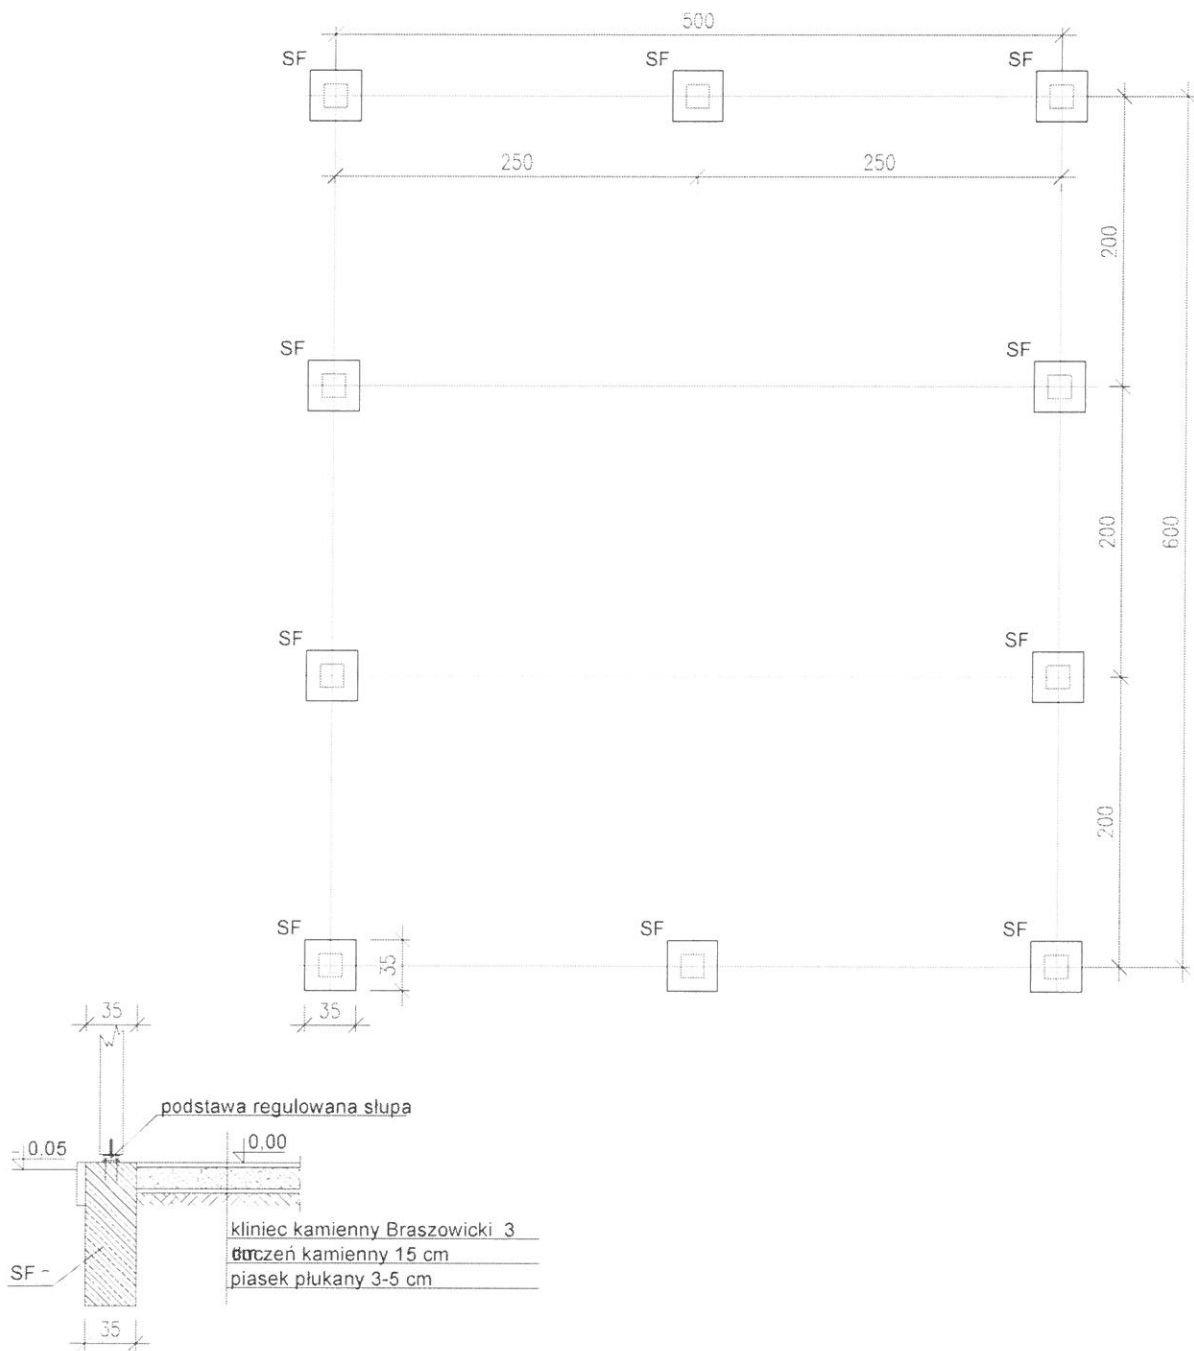 500
SF SF SF
250 250
200
SF SF
200
600
SF SF
200
SF SF SF
35
35 35
podstawa regulowana słupa
- 0.05 0,00
kliniec kamienny Braszowicki 3
kamienny 15 cm
SF -
piasek płukany 3-5 cm
35